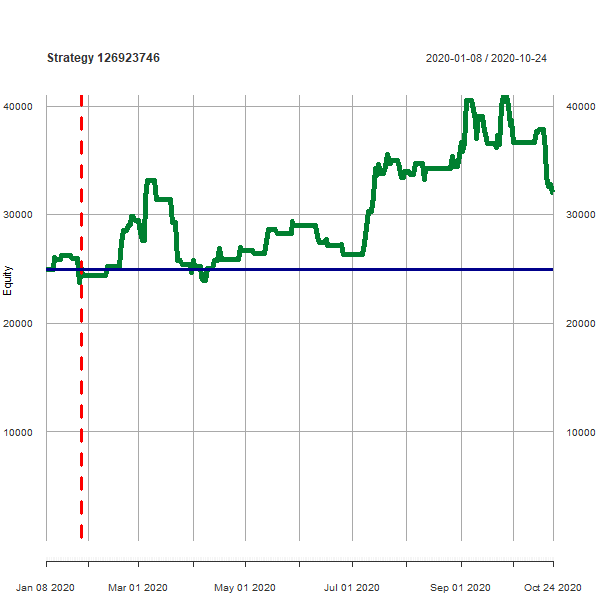 Strategy 126923746
2020-01-08 / 2020-10-24
40000
40000
30000
30000
Equity
20000
20000
10000
10000
Jan 08 2020
Mar 01 2020
May 01 2020
Jul 01 2020
Sep 01 2020
Oct 24 2020